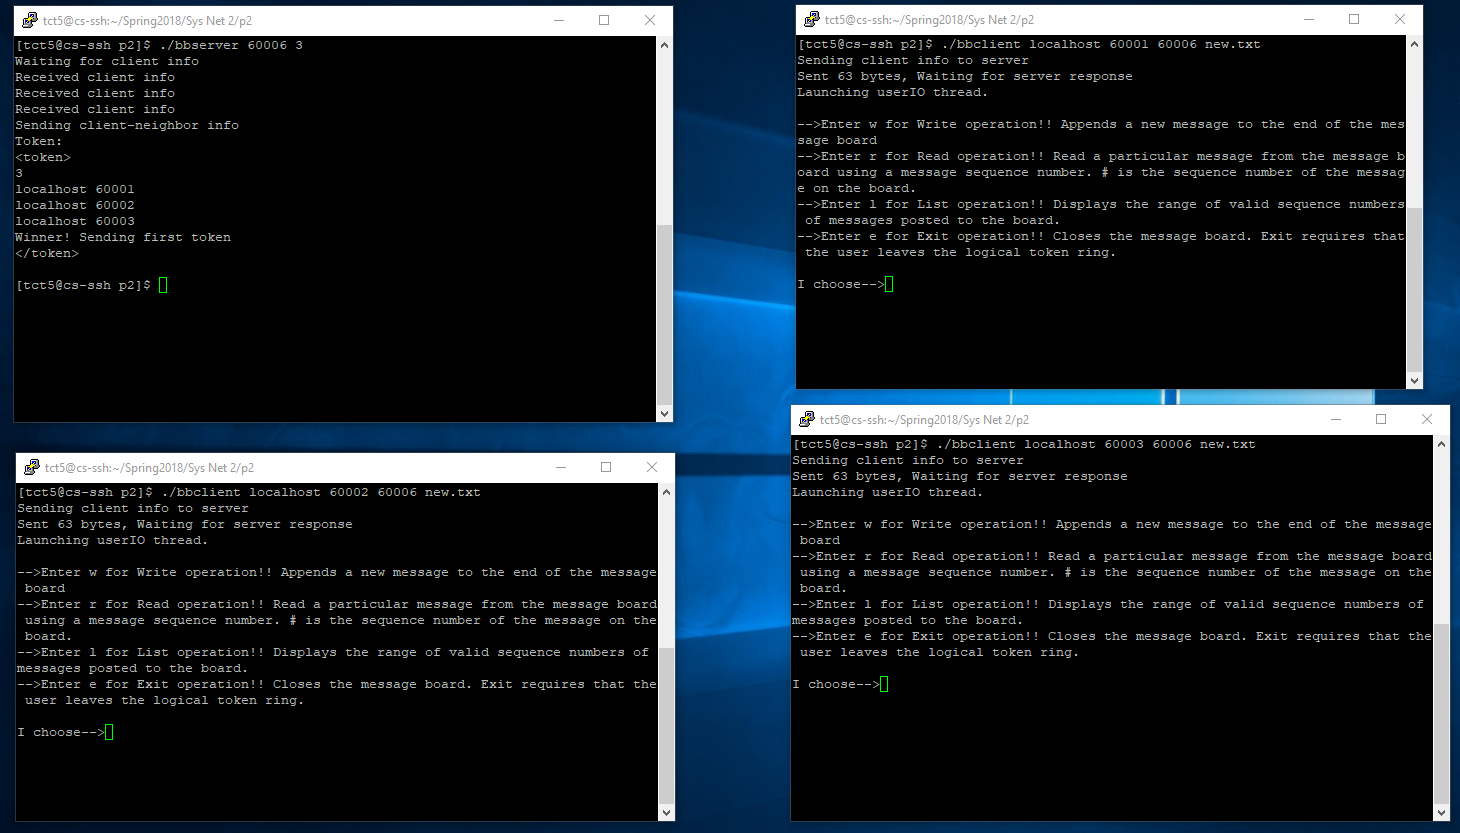 tct5@cs-ssh:~/Spring2018/Sys Net 2/p2
[tct5@cs-ssh p2]$ ./bbserver 60006 3
Waiting for client info
Received client info
Received client info
Received client info
Sending client-neighbor info
Token:
<token>
3
localhost 60001
localhost 60002
localhost 60003
Winner! Sending first token
</token>
[tct5@cs-ssh p2]$
tct5@cs-ssh:~/Spring2018/Sys Net 2/p2
[tct5@cs-ssh p2]$ ./bbclient localhost 60001 60006 new.txt
Sending client info to server
Sent 63 bytes, Waiting for server response
Launching userIO thread.
-->Enter w for Write operation!! Appends a new message to the end of the mes
sage board
-->Enter r for Read operation!! Read a particular message from the message b
oard using a message sequence number. # is the sequence number of the messag
e on the board.
-->Enter l for List operation!! Displays the range of valid sequence numbers
of messages posted to the board.
-->Enter e for Exit operation!! Closes the message board. Exit requires that
the user leaves the logical token ring.
I choose-->
tct5@cs-ssh:~/Spring2018/Sys Net 2/p2
[tct5@cs-ssh p2]$ ./bbclient localhost 60002 60006 new.txt
Sending client info to server
Sent 63 bytes, Waiting for server response
Launching userIO thread.
-->Enter w for Write operation!! Appends a new message to the end of the message
board
-->Enter r for Read operation!! Read a particular message from the message board
using a message sequence number. # is the sequence number of the message on the
board.
-->Enter l for List operation!! Displays the range of valid sequence numbers of
messages posted to the board.
-->Enter e for Exit operation!! Closes the message board. Exit requires that the
user leaves the logical token ring.
I choose-->
tct5@cs-ssh:~/Spring2018/Sys Net 2/p2
[tct5@cs-ssh p2]$ ./bbclient localhost 60003 60006 new.txt
Sending client info to server
Sent 63 bytes, Waiting for server response
Launching userIO thread.
-->Enter w for Write operation!! Appends a new message to the end of the message
board
-->Enter r for Read operation!! Read a particular message from the message board
using a message sequence number. # is the sequence number of the message on the
board.
-->Enter l for List operation!! Displays the range of valid sequence numbers of
messages posted to the board.
-->Enter e for Exit operation!! Closes the message board. Exit requires that the
user leaves the logical token ring.
I choose-->